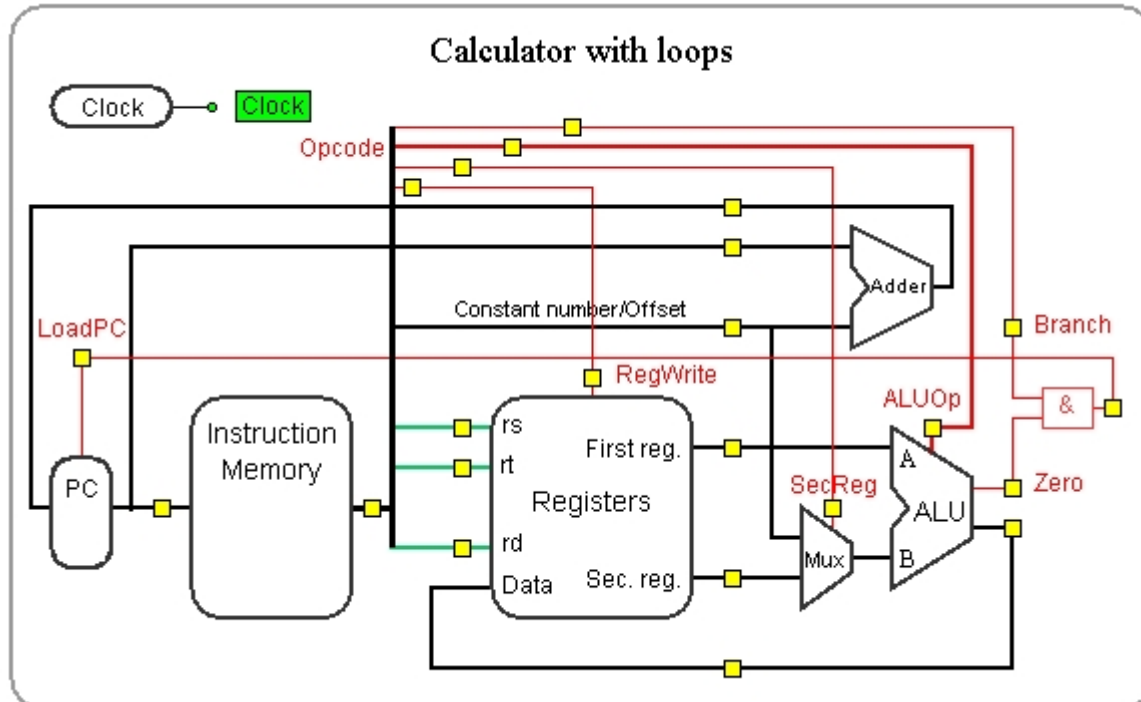 Calculator with loops
Clock
Clock
Opcode
Adder
Constant number/Offset
LoadPC
Branch
RegWrite
ALUOp
&
Instruction
Memory
rs
First reg.
A
PC
rt
Registers
SecReg
Zero
ALU
rd
Mux
B
Data
Sec. reg.